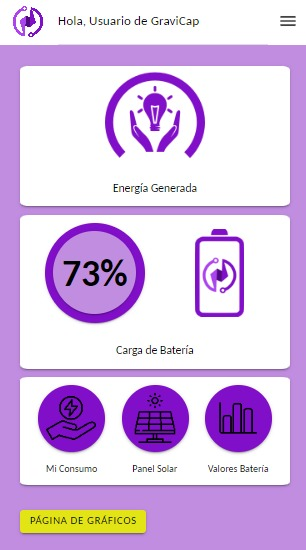 Hola, Usuario de GraviCap
Energía Generada
73%
Carga de Batería
Mi Consumo
Panel Solar
Valores Batería
PÁGINA DE GRÁFICOS